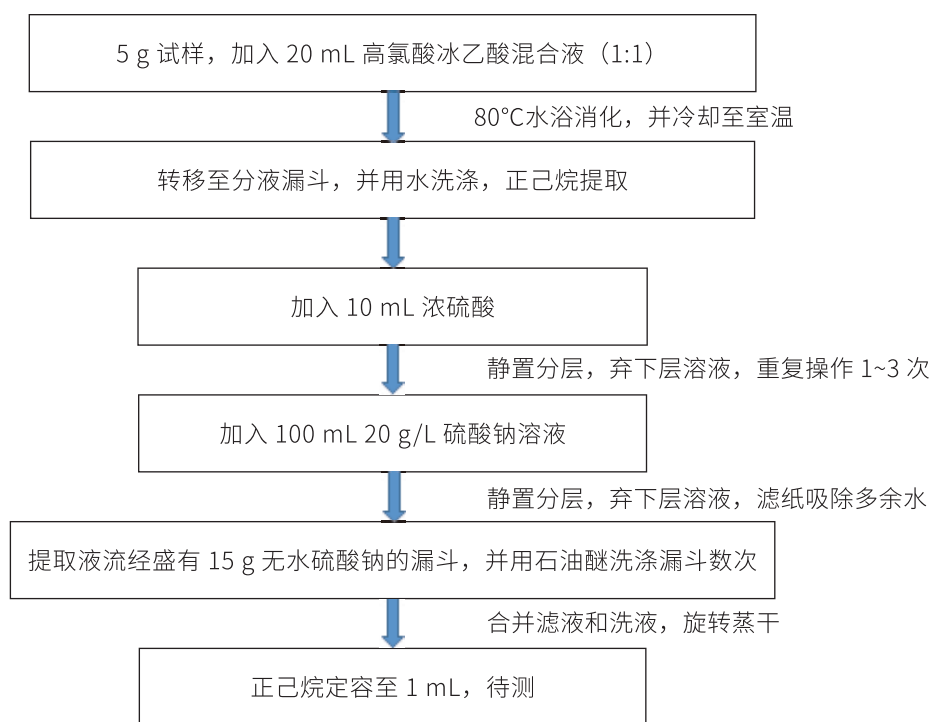 5 g 试样，加入 20 mL 高氯酸冰乙酸混合液（1:1）
80℃水浴消化，并冷却至室温
转移至分液漏斗，并用水洗涤，正己烷提取
加入 10 mL 浓硫酸
静置分层，弃下层溶液，重复操作 1~3 次
加入 100 mL 20 g/L 硫酸钠溶液
静置分层，弃下层溶液，滤纸吸除多余水
提取液流经盛有 15 g 无水硫酸钠的漏斗，并用石油醚洗涤漏斗数次
合并滤液和洗液，旋转蒸干
正己烷定容至 1 mL，待测